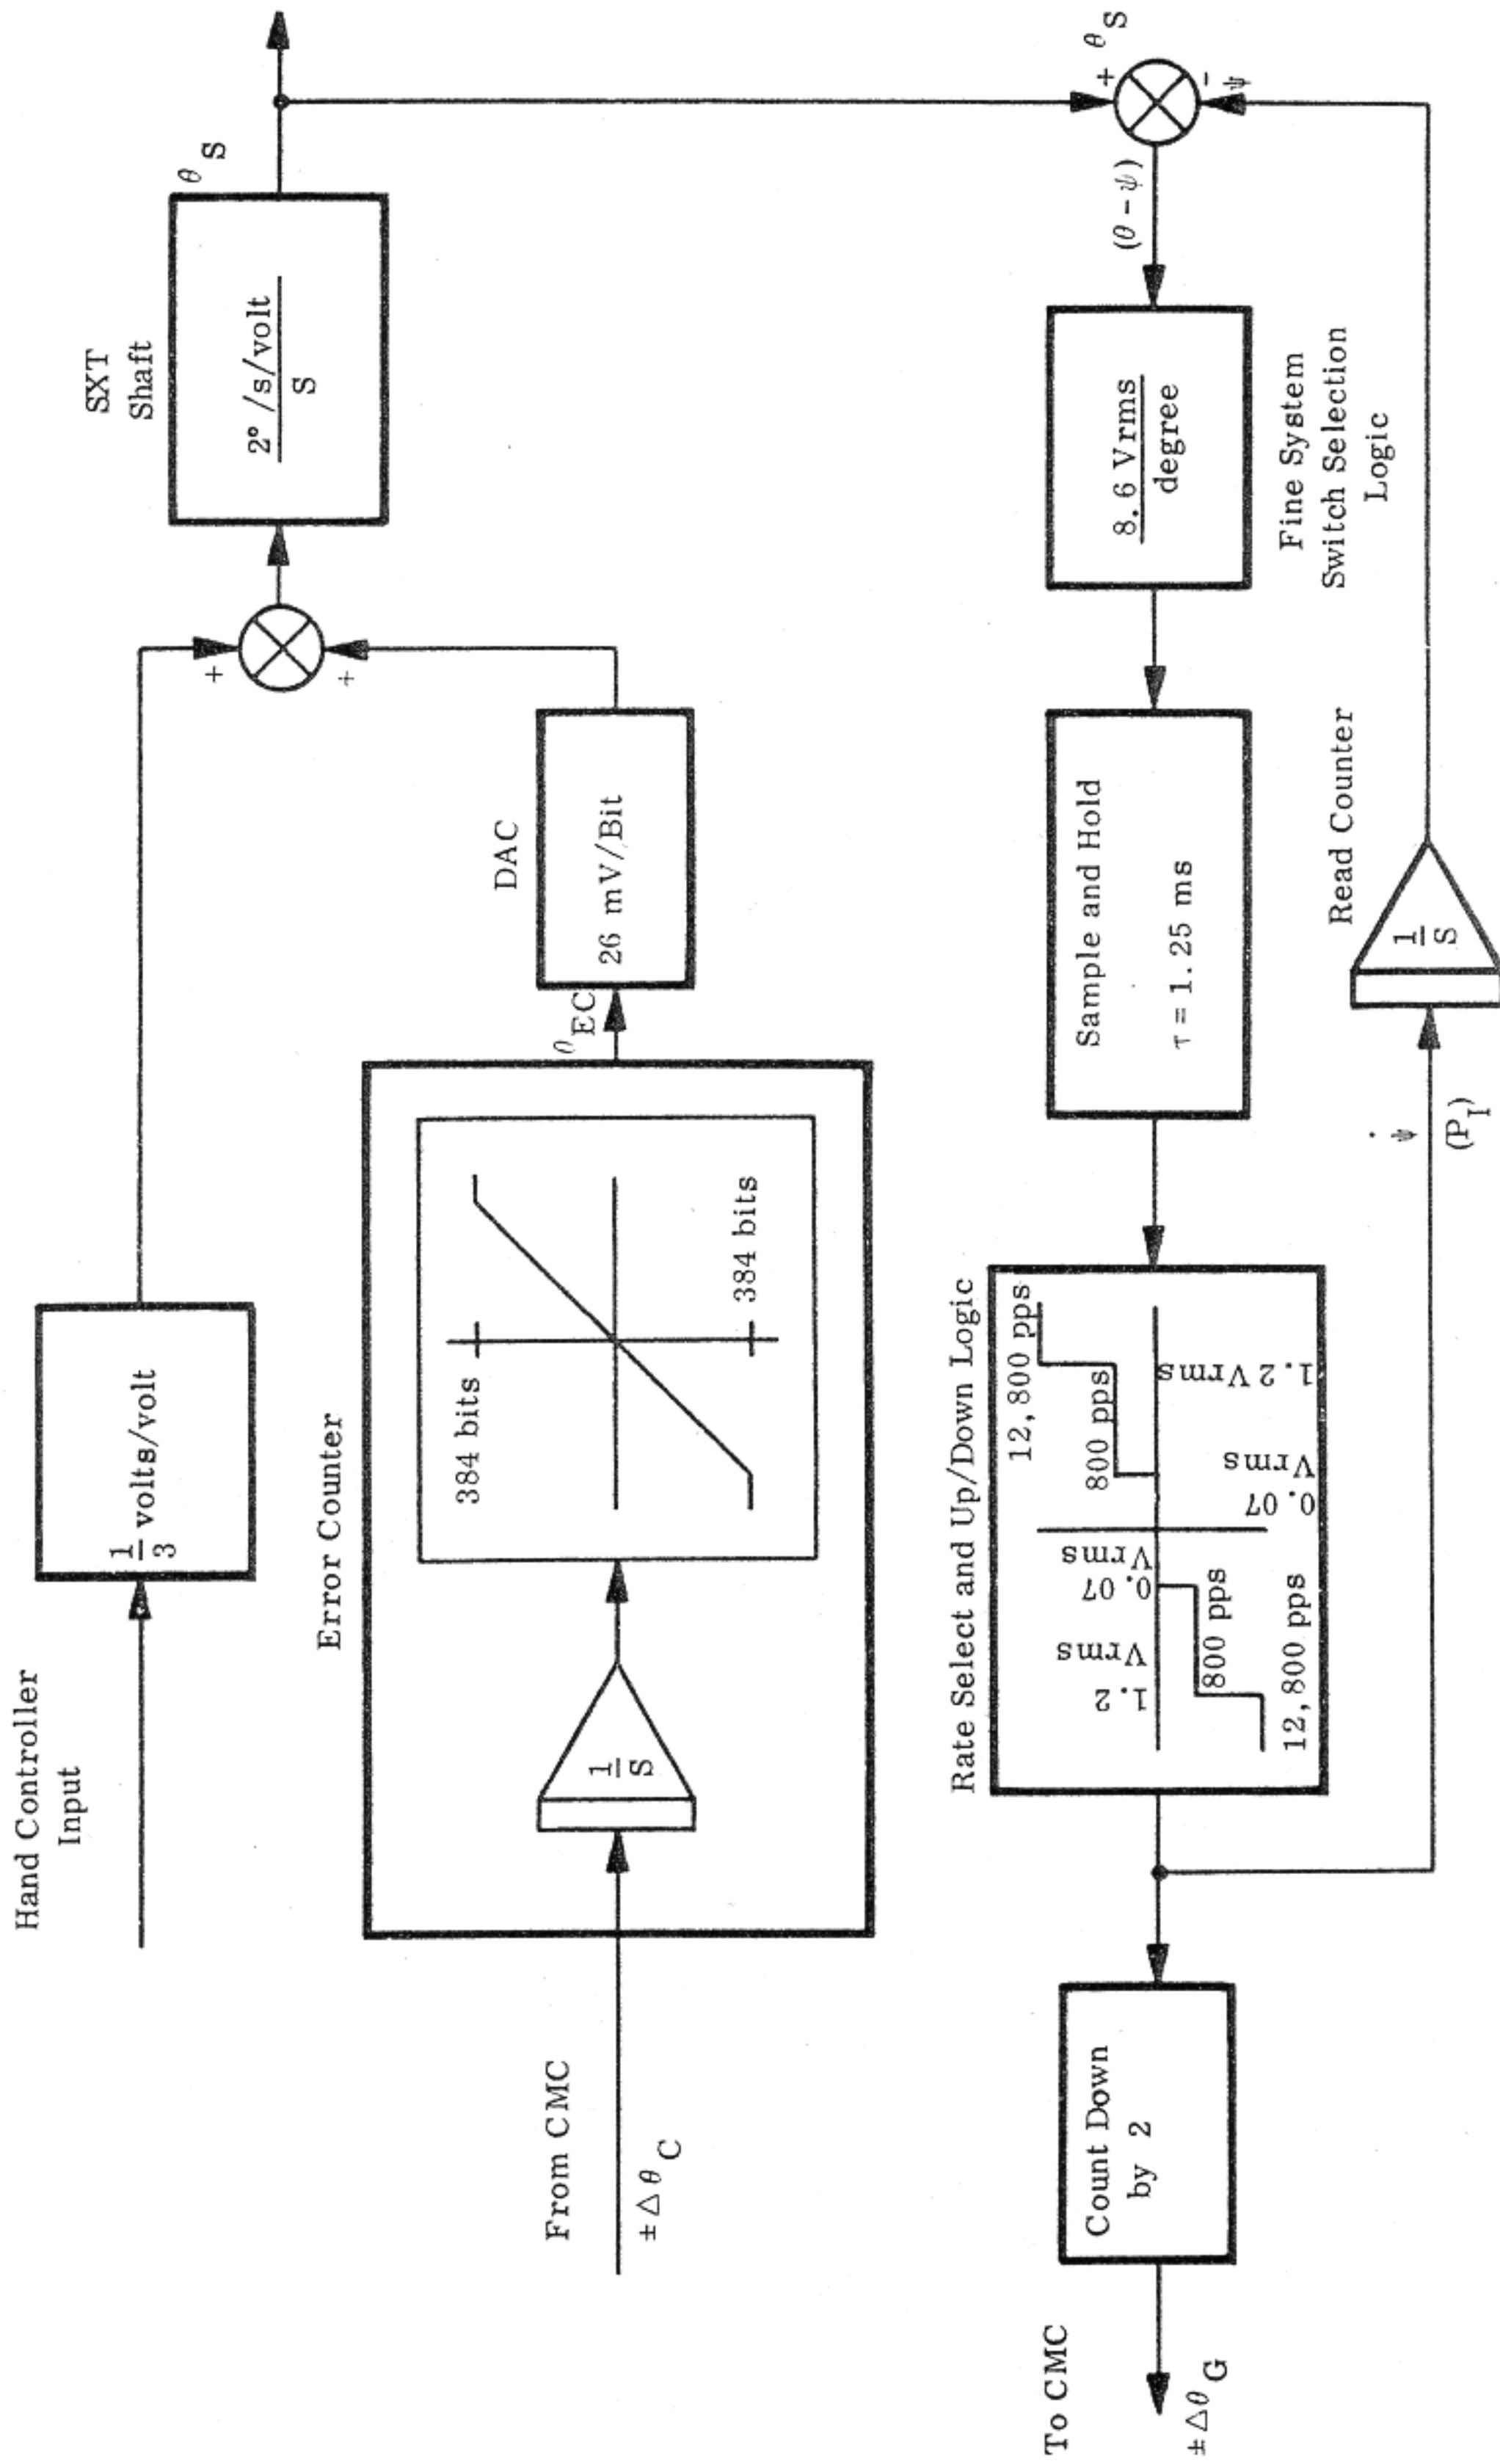 Hand Controller
Input
1/3 volts/volt
SXT
Shaft
2° /s/volt
S
θ S
+
+
Error Counter
From CMC
±Δθ C
1
S
384 bits
384 bits
θ EC
DAC
26 mV/Bit
+ θ S
- ψ
(θ - ψ)
8.6 Vrms
degree
Fine System
Switch Selection
Logic
Sample and Hold
τ = 1.25 ms
Rate Select and Up/Down Logic
12,800 pps
800 pps
1.2 Vrms
0.07
Vrms
0.07
Vrms
1.2
Vrms
800 pps
12,800 pps
ψ̇
(P_I)
Read Counter
1
S
Count Down
by 2
To CMC
±Δθ G